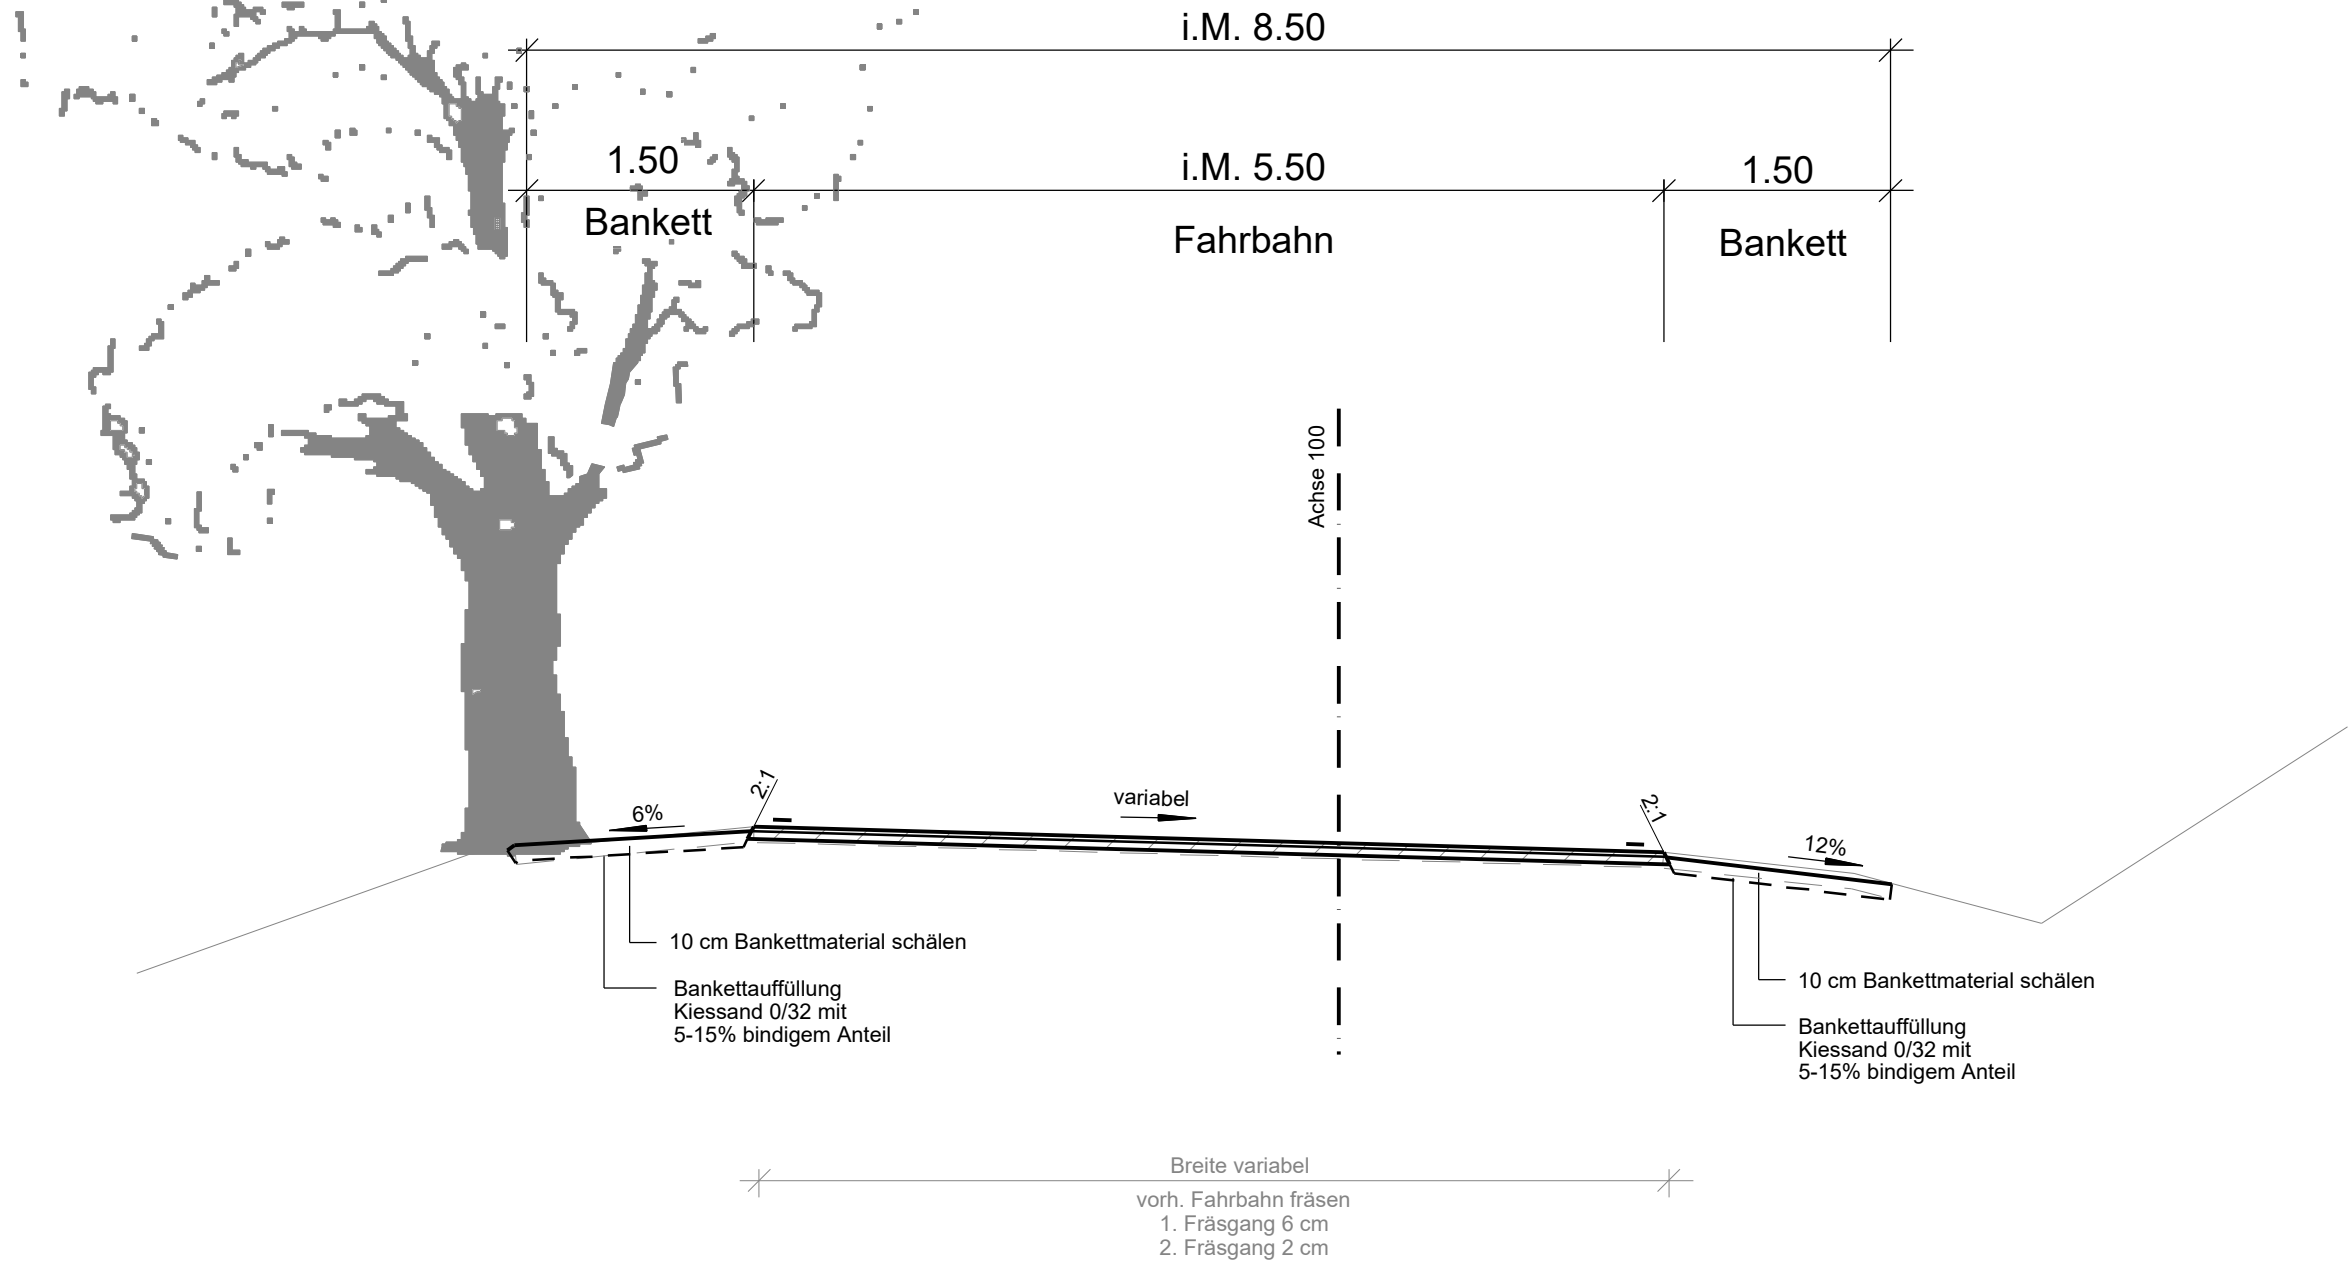 i.M. 8.50
1.50
i.M. 5.50
1.50
Bankett
Fahrbahn
Bankett
Achse 100
6%
2:1
variabel
2:1
12%
10 cm Bankettmaterial schälen
Bankettauffüllung
Kiessand 0/32 mit
5-15% bindigem Anteil
10 cm Bankettmaterial schälen
Bankettauffüllung
Kiessand 0/32 mit
5-15% bindigem Anteil
Breite variabel
vorh. Fahrbahn fräsen
1. Fräsgang 6 cm
2. Fräsgang 2 cm